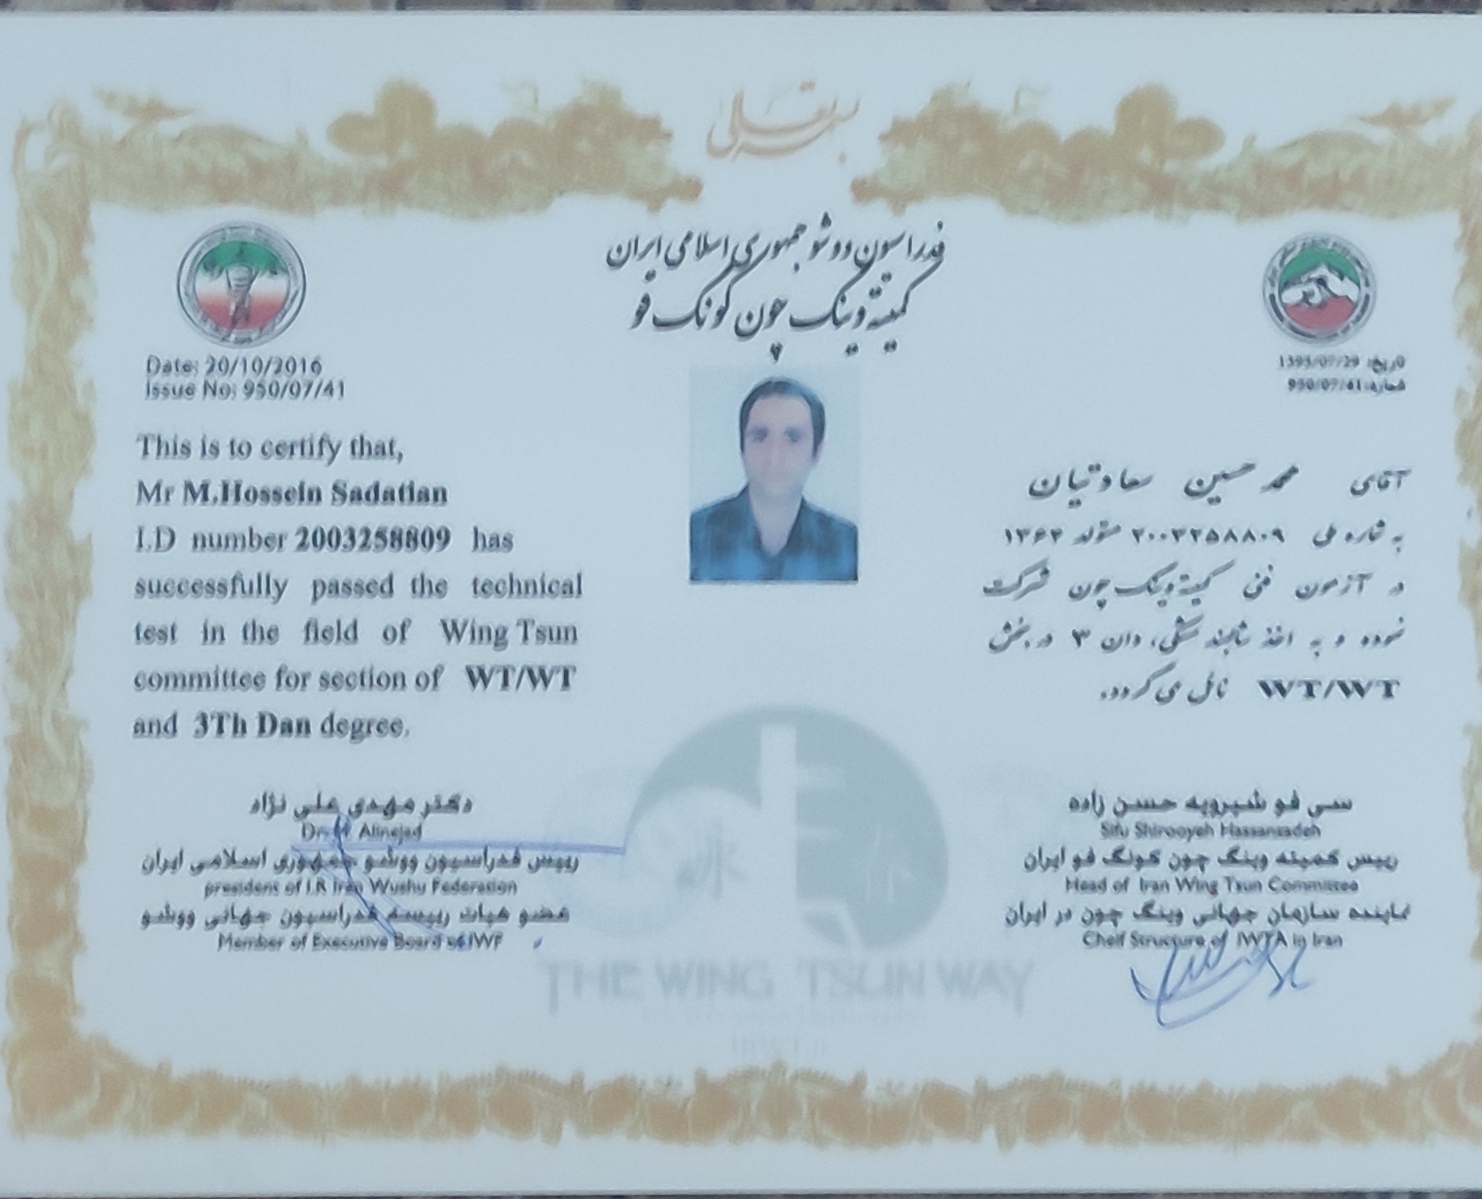 بسمه تعالی
فدراسیون ووشو جمهوری اسلامی ایران
کمیته وینگ چون کونگ فو
Date: 20/10/2016
Issue No: 950/07/41
This is to certify that,
Mr M.Hossein Sadatian
I.D number 2003258809 has
successfully passed the technical
test in the field of Wing Tsun
committee for section of WT/WT
and 3Th Dan degree.
تاریخ: 1395/07/29
شماره: 950/07/41
آقای محمد حسین سعادتیان
به شماره ملی ۲۰۰۳۲۵۸۸۰۹ متولد ۱۳۶۲
در آزمون فنی کمیته وینگ چون شرکت
نموده و به اخذ شالبند مشکی، دان ۳ در بخش
WT/WT نائل می گردد.
دکتر مهدی علی نژاد
Dr. M. Alinejad
رییس فدراسیون ووشو جمهوری اسلامی ایران
president of I.R Iran Wushu Federation
عضو هیات رییسه فدراسیون جهانی ووشو
Member of Executive Board of IWF
سی فو شیرویه حسن زاده
Sifu Shirooyeh Hassanzadeh
رییس کمیته وینگ چون کونگ فو ایران
Head of Iran Wing Tsun Committee
نماینده سازمان جهانی وینگ چون در ایران
Cheif Structure of IWTA in Iran
THE WING TSUN WAY